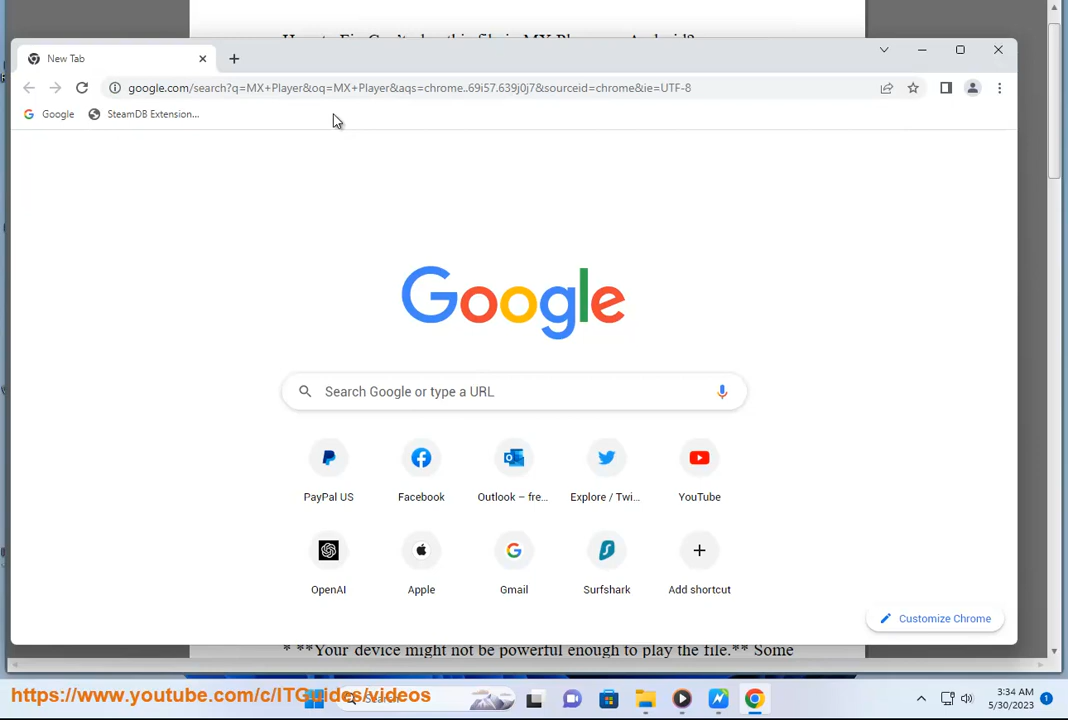 New Tab
google.com/search?q=MX+Player&oq=MX+Player&aqs=chrome..69i57.639j0j7&sourceid=chrome&ie=UTF-8
Google
SteamDB Extension...
Google
Search Google or type a URL
PayPal US
Facebook
Outlook – fre...
Explore / Twi...
YouTube
OpenAI
Apple
Gmail
Surfshark
Add shortcut
Customize Chrome
* **Your device might not be powerful enough to play the file.** Some
https://www.youtube.com/c/ITGuides/videos
Search
3:34 AM
5/30/2023
1